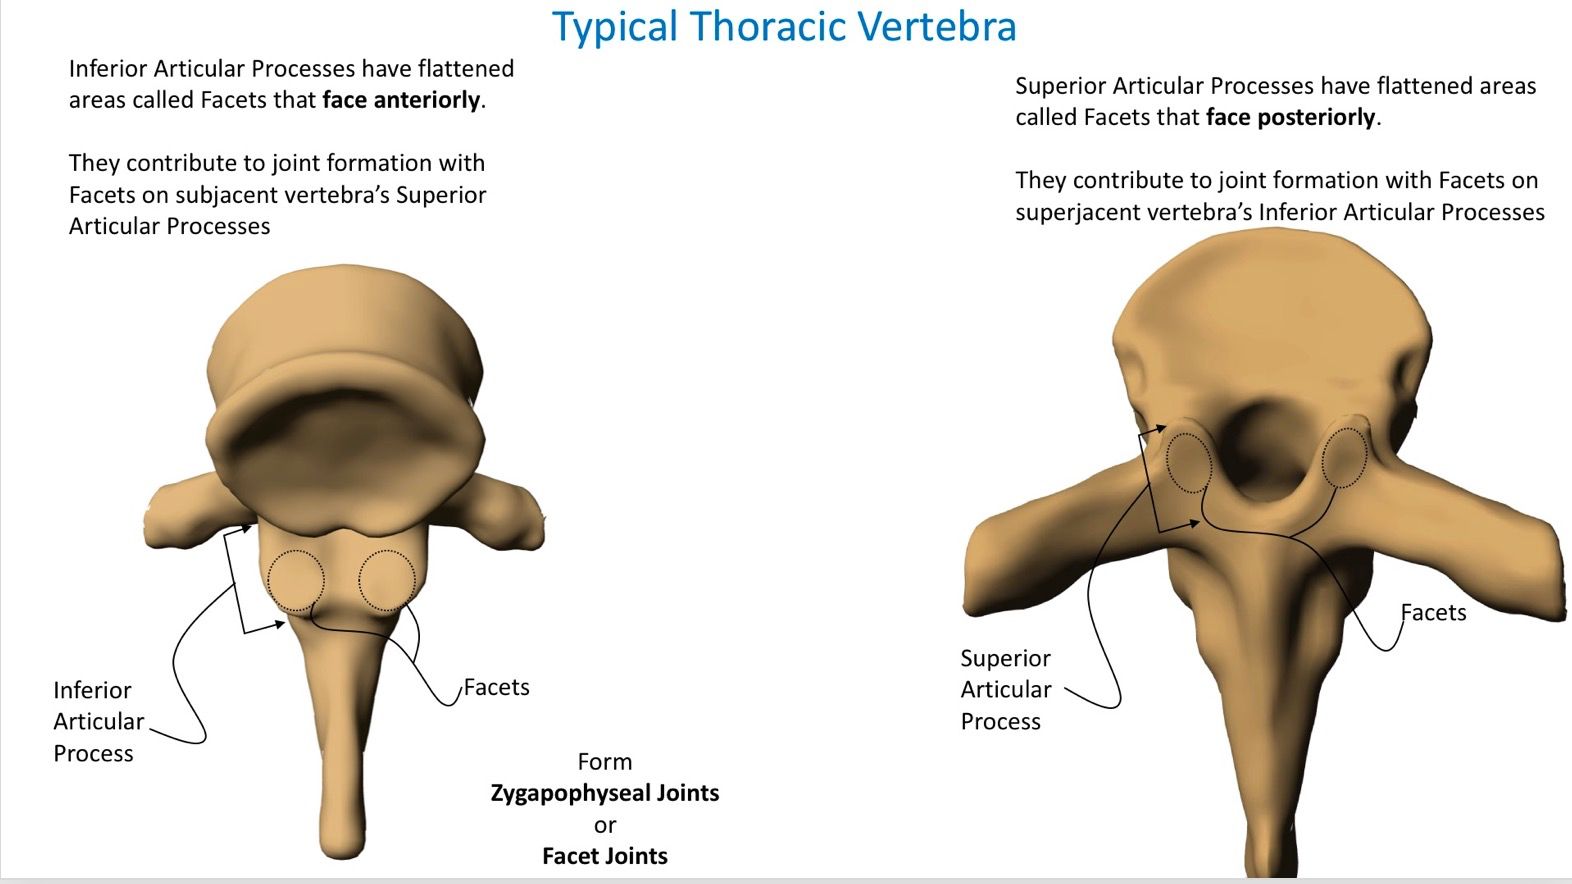 Typical Thoracic Vertebra
Inferior Articular Processes have flattened
areas called Facets that face anteriorly.
They contribute to joint formation with
Facets on subjacent vertebra’s Superior
Articular Processes
Superior Articular Processes have flattened areas
called Facets that face posteriorly.
They contribute to joint formation with Facets on
superjacent vertebra’s Inferior Articular Processes
Inferior
Articular
Process
Facets
Form
Zygapophyseal Joints
or
Facet Joints
Superior
Articular
Process
Facets